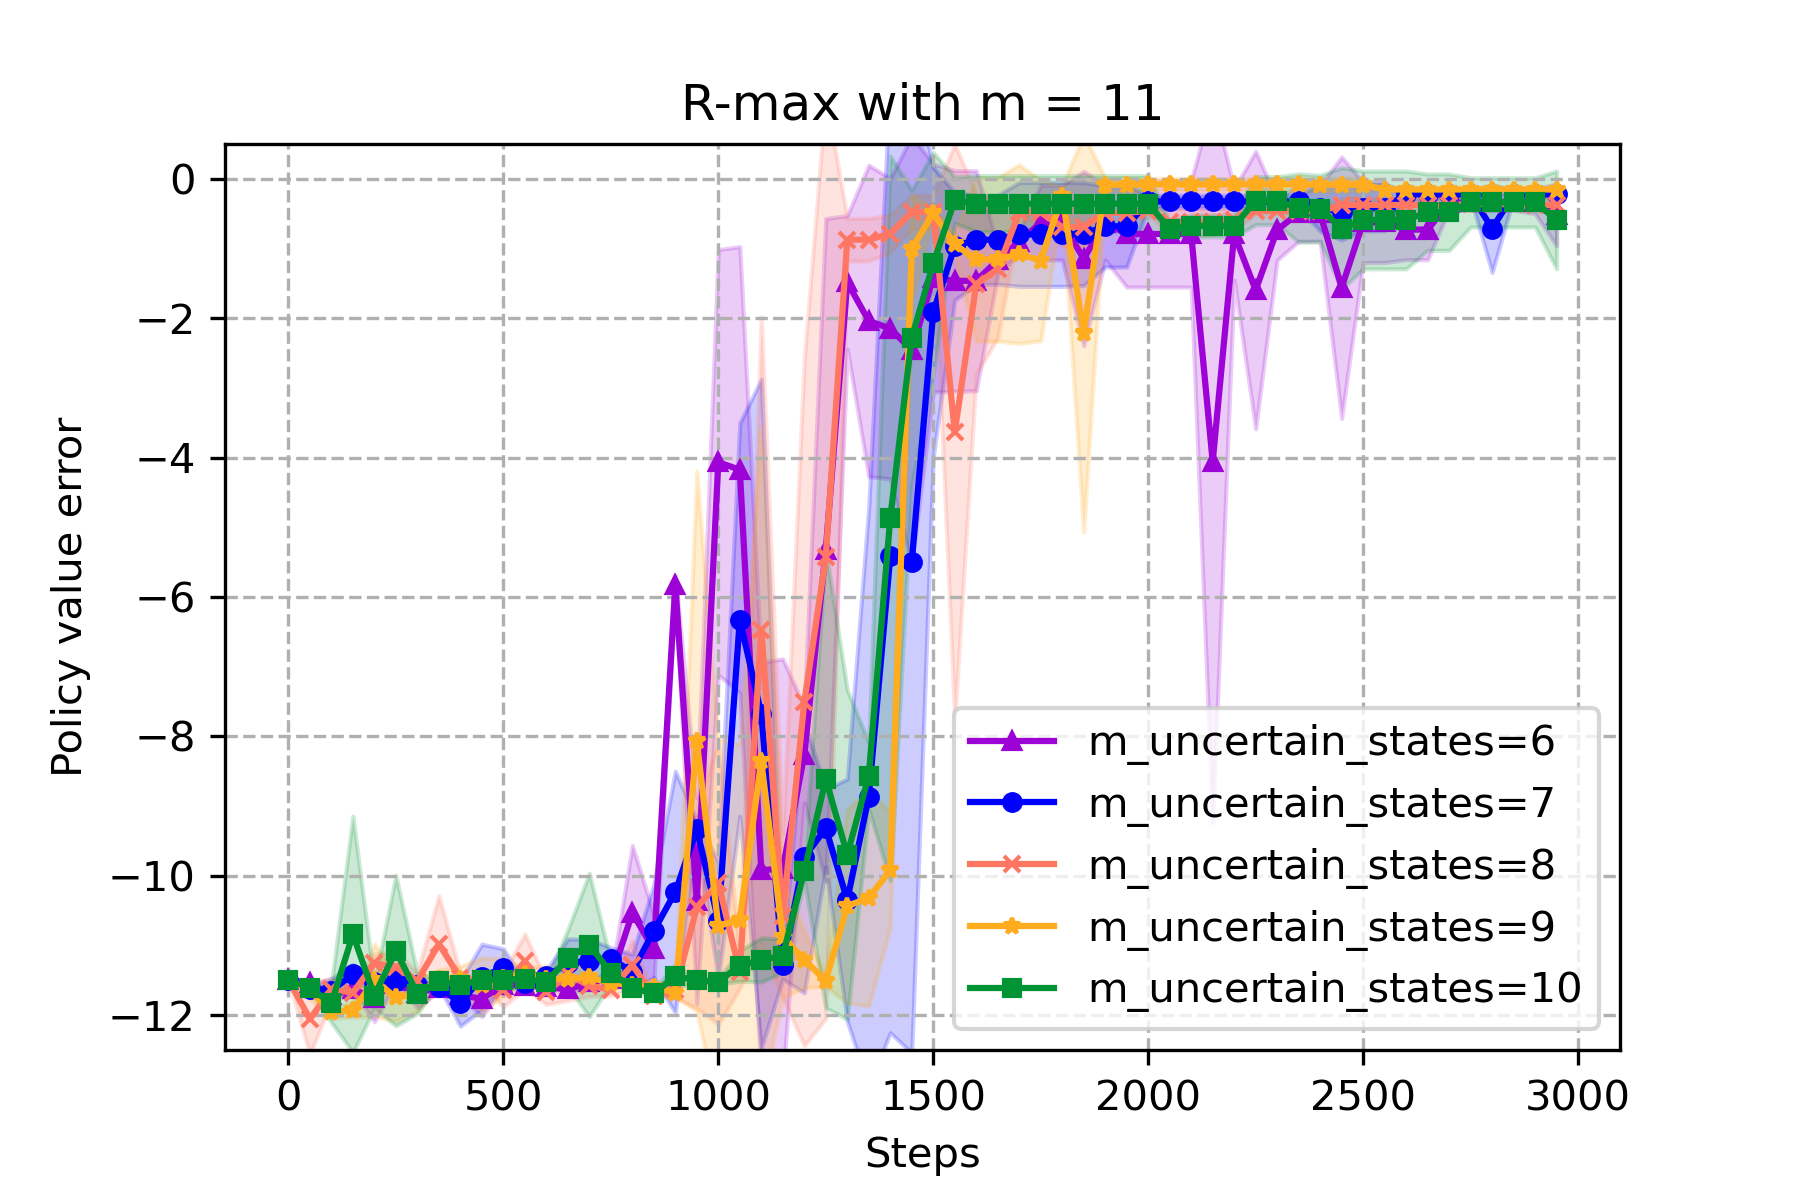 R-max with m = 11
Policy value error
0
−2
−4
−6
−8
−10
−12
m_uncertain_states=6
m_uncertain_states=7
m_uncertain_states=8
m_uncertain_states=9
m_uncertain_states=10
0 500 1000 1500 2000 2500 3000
Steps